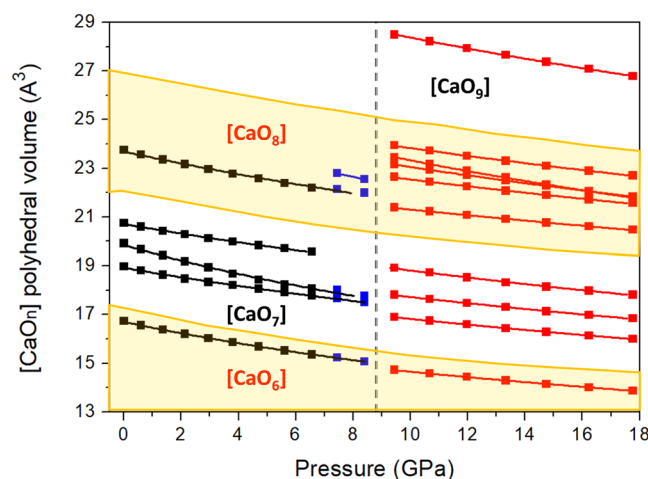 29
27
25
23
21
19
17
15
13
[CaOn] polyhedral volume (A³)
[CaO₉]
[CaO₈]
[CaO₇]
[CaO₆]
0 2 4 6 8 10 12 14 16 18
Pressure (GPa)